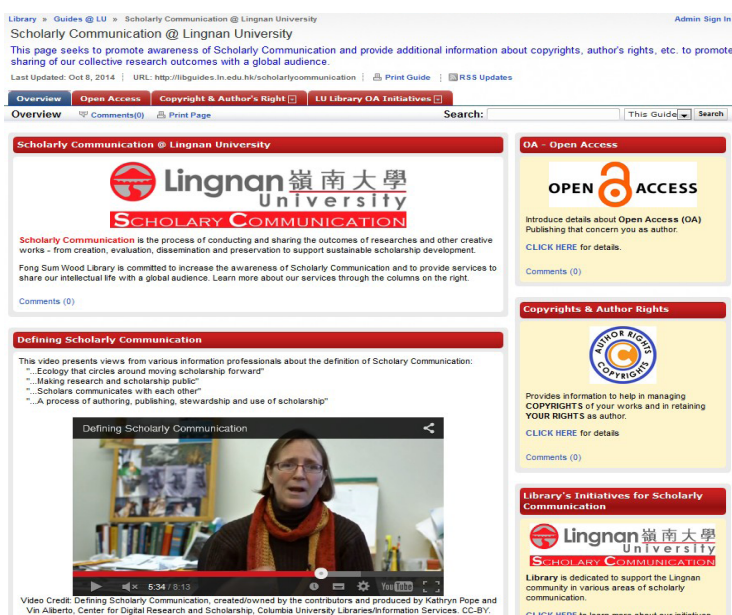 Library » Guides @ LU » Scholarly Communication @ Lingnan University
Admin Sign In
Scholarly Communication @ Lingnan University
This page seeks to promote awareness of Scholarly Communication and provide additional information about copyrights, author's rights, etc. to promote
sharing of our collective research outcomes with a global audience.
Last Updated: Oct 8, 2014 URL: http://libguides.ln.edu.hk/scholarlycommunication Print Guide RSS Updates
Overview Open Access Copyright & Author's Right LU Library OA Initiatives
Overview Comments(0) Print Page Search: This Guide Search
Scholarly Communication @ Lingnan University
Lingnan 嶺南大學
University
SCHOLARY COMMUNICATION
Scholarly Communication is the process of conducting and sharing the outcomes of researches and other creative
works - from creation, evaluation, dissemination and preservation to support sustainable scholarship development.
Fong Sum Wood Library is committed to increase the awareness of Scholarly Communication and to provide services to
share our intellectual life with a global audience. Learn more about our services through the columns on the right.
Comments (0)
Defining Scholarly Communication
This video presents views from various information professionals about the definition of Scholary Communication:
"...Ecology that circles around moving scholarship forward"
"...Making research and scholarship public"
"...Scholars communicates with each other"
"...A process of authoring, publishing, stewardship and use of scholarship"
Defining Scholarly Communication
5:34 / 8:13 YouTube
Video Credit: Defining Scholarly Communication, created/owned by the contributors and produced by Kathryn Pope and
Vin Aliberto, Center for Digital Research and Scholarship, Columbia University Libraries/Information Services. CC-BY.
OA - Open Access
OPEN ACCESS
Introduce details about Open Access (OA)
Publishing that concern you as author.
CLICK HERE for details.
Comments (0)
Copyrights & Author Rights
AUTHOR RIGHTS
C
COPYRIGHTS
Provides information to help in managing
COPYRIGHTS of your works and in retaining
YOUR RIGHTS as author.
CLICK HERE for details
Comments (0)
Library's Initiatives for Scholarly
Communication
Lingnan 嶺南大學
University
SCHOLARY COMMUNICATION
Library is dedicated to support the Lingnan
community in various areas of scholarly
communication.
CLICK HERE to learn more about our initiatives